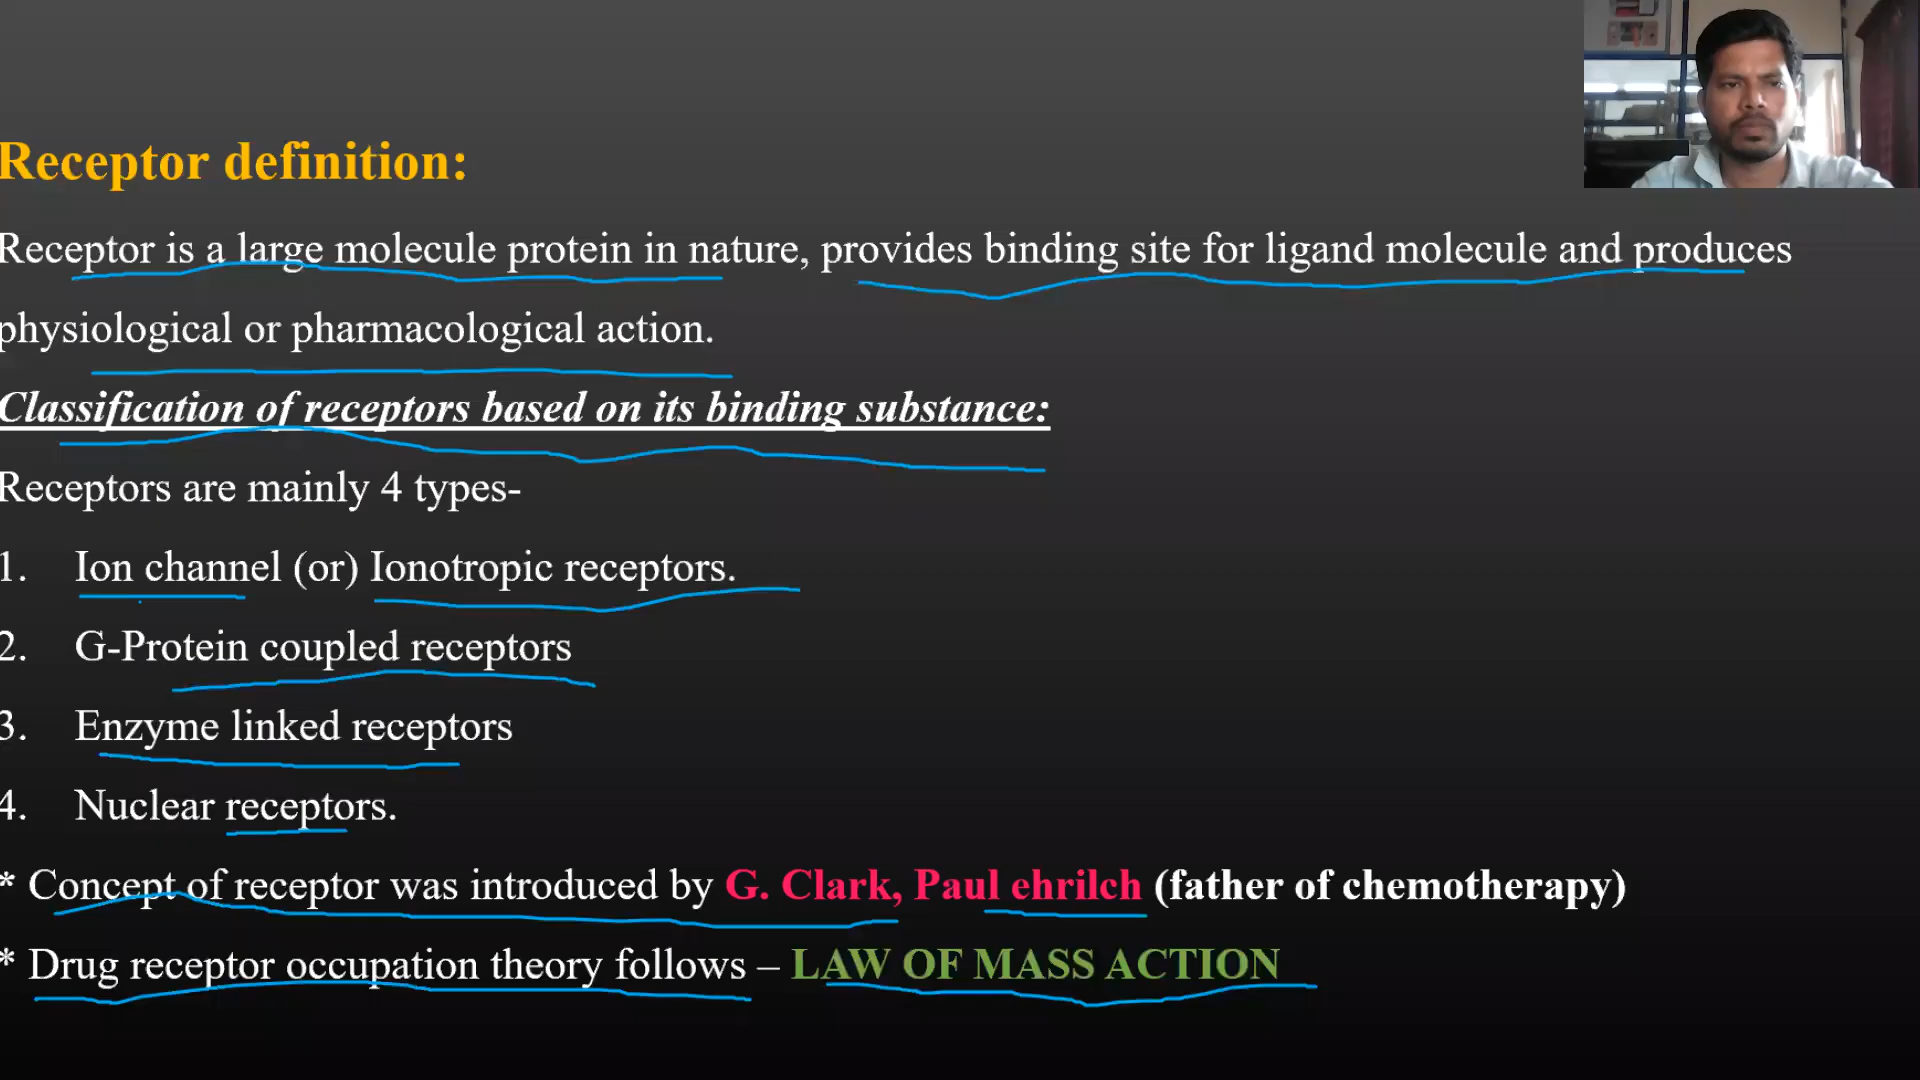 Receptor definition:
Receptor is a large molecule protein in nature, provides binding site for ligand molecule and produces
physiological or pharmacological action.
Classification of receptors based on its binding substance:
Receptors are mainly 4 types-
1. Ion channel (or) Ionotropic receptors.
2. G-Protein coupled receptors
3. Enzyme linked receptors
4. Nuclear receptors.
* Concept of receptor was introduced by G. Clark, Paul ehrilch (father of chemotherapy)
* Drug receptor occupation theory follows – LAW OF MASS ACTION